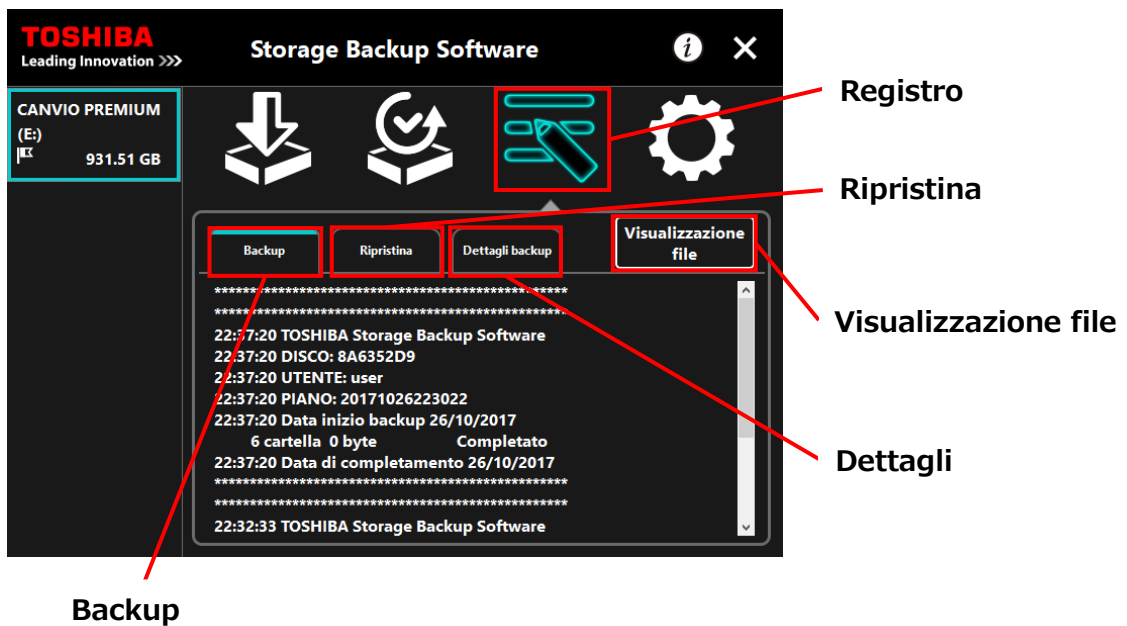 TOSHIBA
Leading Innovation >>>
Storage Backup Software
i
CANVIO PREMIUM
(E:)
931.51 GB
Registro
Ripristina
Visualizzazione file
Dettagli
Backup
Backup
Ripristina
Dettagli backup
Visualizzazione
file
**************************************************
**************************************************
22:37:20 TOSHIBA Storage Backup Software
22:37:20 DISCO: 8A6352D9
22:37:20 UTENTE: user
22:37:20 PIANO: 20171026223022
22:37:20 Data inizio backup 26/10/2017
6 cartella 0 byte Completato
22:37:20 Data di completamento 26/10/2017
**************************************************
**************************************************
22:32:33 TOSHIBA Storage Backup Software